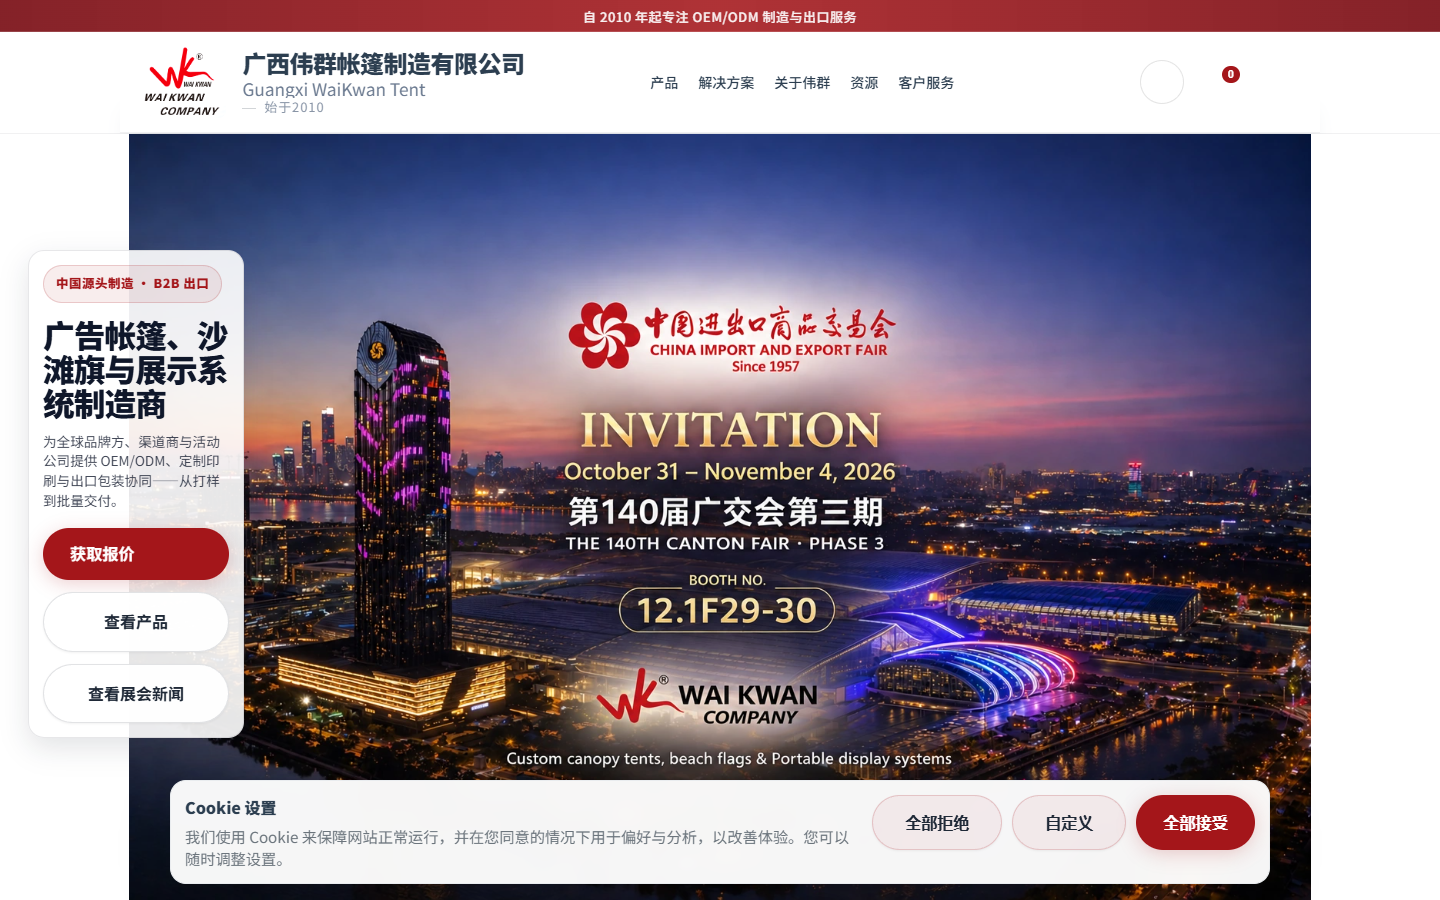 自 2010 年起专注 OEM/ODM 制造与出口服务
WAI KWAN
WAI KWAN
COMPANY
广西伟群帐篷制造有限公司
Guangxi WaiKwan Tent
— 始于2010
产品 解决方案 关于伟群 资源 客户服务
0
中国源头制造 · B2B 出口
广告帐篷、沙
滩旗与展示系
统制造商
为全球品牌方、渠道商与活动
公司提供 OEM/ODM、定制印
刷与出口包装协同——从打样
到批量交付。
获取报价
查看产品
查看展会新闻
中国进出口商品交易会
CHINA IMPORT AND EXPORT FAIR
Since 1957
INVITATION
October 31 – November 4, 2026
第140届广交会第三期
THE 140TH CANTON FAIR · PHASE 3
BOOTH NO.
12.1F29-30
WK® WAI KWAN
COMPANY
Custom canopy tents, beach flags & Portable display systems
Cookie 设置
我们使用 Cookie 来保障网站正常运行，并在您同意的情况下用于偏好与分析，以改善体验。您可以
随时调整设置。
全部拒绝
自定义
全部接受